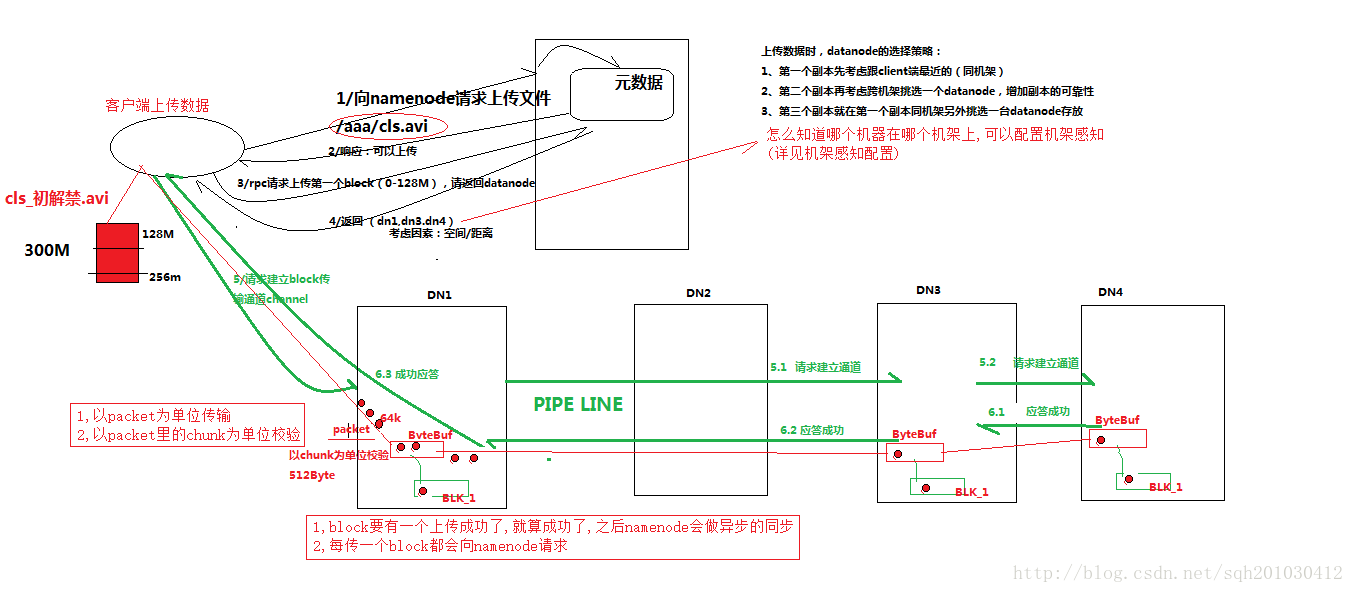 上传数据时，datanode的选择策略：
1、第一个副本先考虑跟client端最近的（同机架）
2、第二个副本再考虑跨机架挑选一个datanode，增加副本的可靠性
3、第三个副本就在第一个副本同机架另外挑选一台datanode存放
怎么知道哪个机器在哪个机架上,可以配置机架感知
(详见机架感知配置)
元数据
客户端上传数据
1/向namenode请求上传文件
/aaa/cls.avi
2/响应：可以上传
3/rpc请求上传第一个block（0-128M），请返回datanode
4/返回（dn1,dn3.dn4）
考虑因素：空间/距离
cls_初解禁.avi
300M
128M
256m
5/请求建立block传
输通道channel
DN1
DN2
DN3
DN4
5.1 请求建立通道
5.2 请求建立通道
6.3 成功应答
PIPE LINE
6.1 应答成功
6.2 应答成功
1,以packet为单位传输
2,以packet里的chunk为单位校验
64k
packet
ByteBuf
ByteBuf
ByteBuf
以chunk为单位校验
512Byte
BLK_1
BLK_1
BLK_1
1,block要有一个上传成功了,就算成功了,之后namenode会做异步的同步
2,每传一个block都会向namenode请求
http://blog.csdn.net/sqh201030412